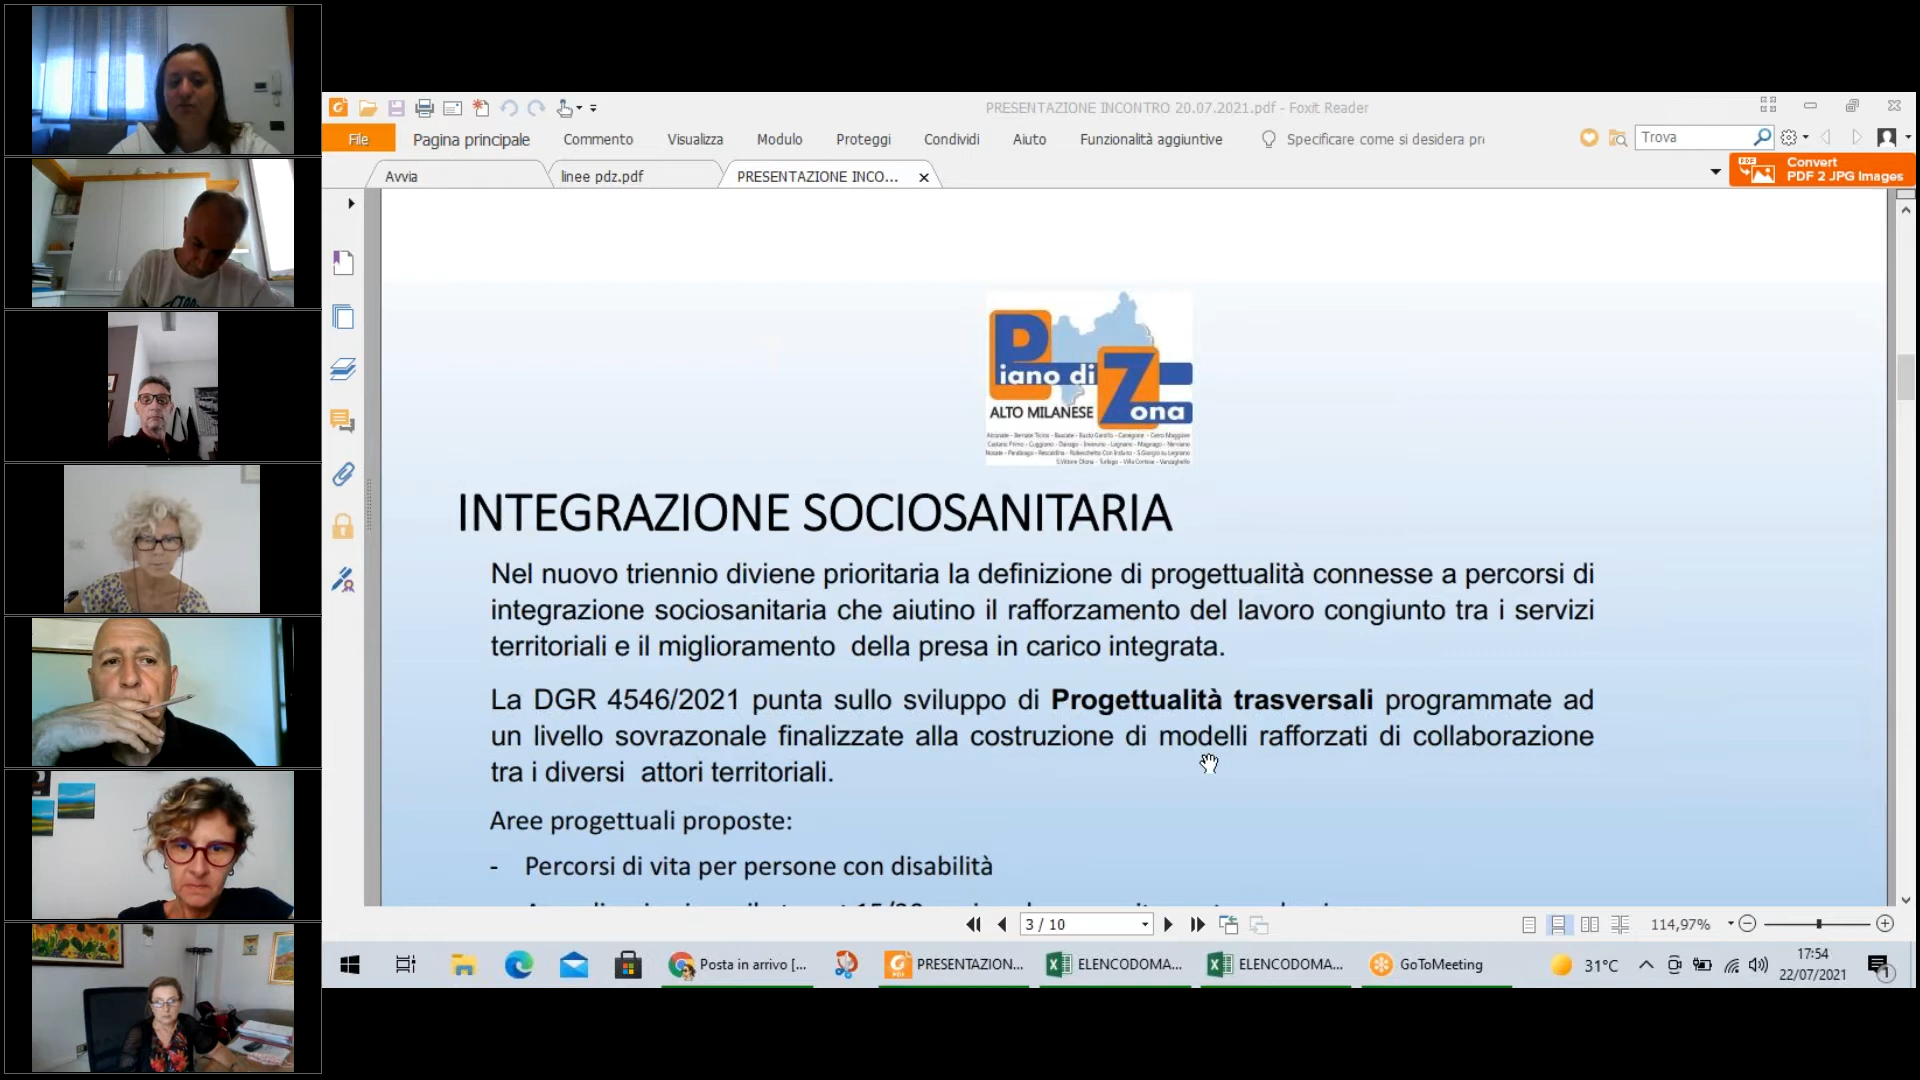 PRESENTAZIONE INCONTRO 20.07.2021.pdf - Foxit Reader
File Pagina principale Commento Visualizza Modulo Proteggi Condividi Aiuto Funzionalità aggiuntive Specificare come si desidera pr Trova
Avvia linee pdz.pdf PRESENTAZIONE INCO...
Convert
PDF 2 JPG Images
Piano di Zona
ALTO MILANESE
INTEGRAZIONE SOCIOSANITARIA
Nel nuovo triennio diviene prioritaria la definizione di progettualità connesse a percorsi di
integrazione sociosanitaria che aiutino il rafforzamento del lavoro congiunto tra i servizi
territoriali e il miglioramento della presa in carico integrata.
La DGR 4546/2021 punta sullo sviluppo di Progettualità trasversali programmate ad
un livello sovrazonale finalizzate alla costruzione di modelli rafforzati di collaborazione
tra i diversi attori territoriali.
Aree progettuali proposte:
- Percorsi di vita per persone con disabilità
3 / 10 114,97%
Posta in arrivo [... PRESENTAZION... ELENCODOMA... ELENCODOMA... GoToMeeting 31°C 17:54
22/07/2021 1